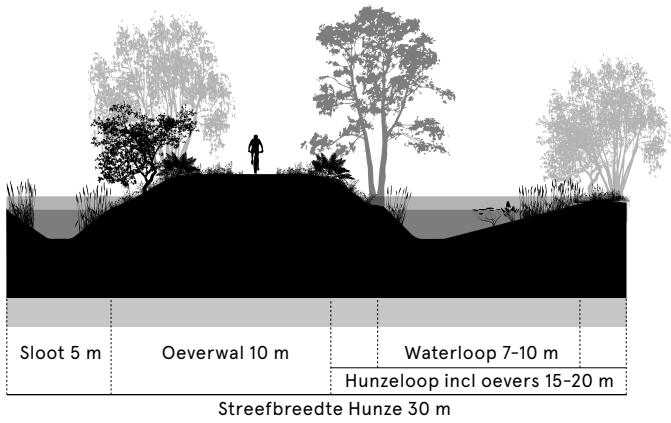 Sloot 5 m
Oeverwal 10 m
Waterloop 7-10 m
Hunzeloop incl oevers 15-20 m
Streefbreedte Hunze 30 m